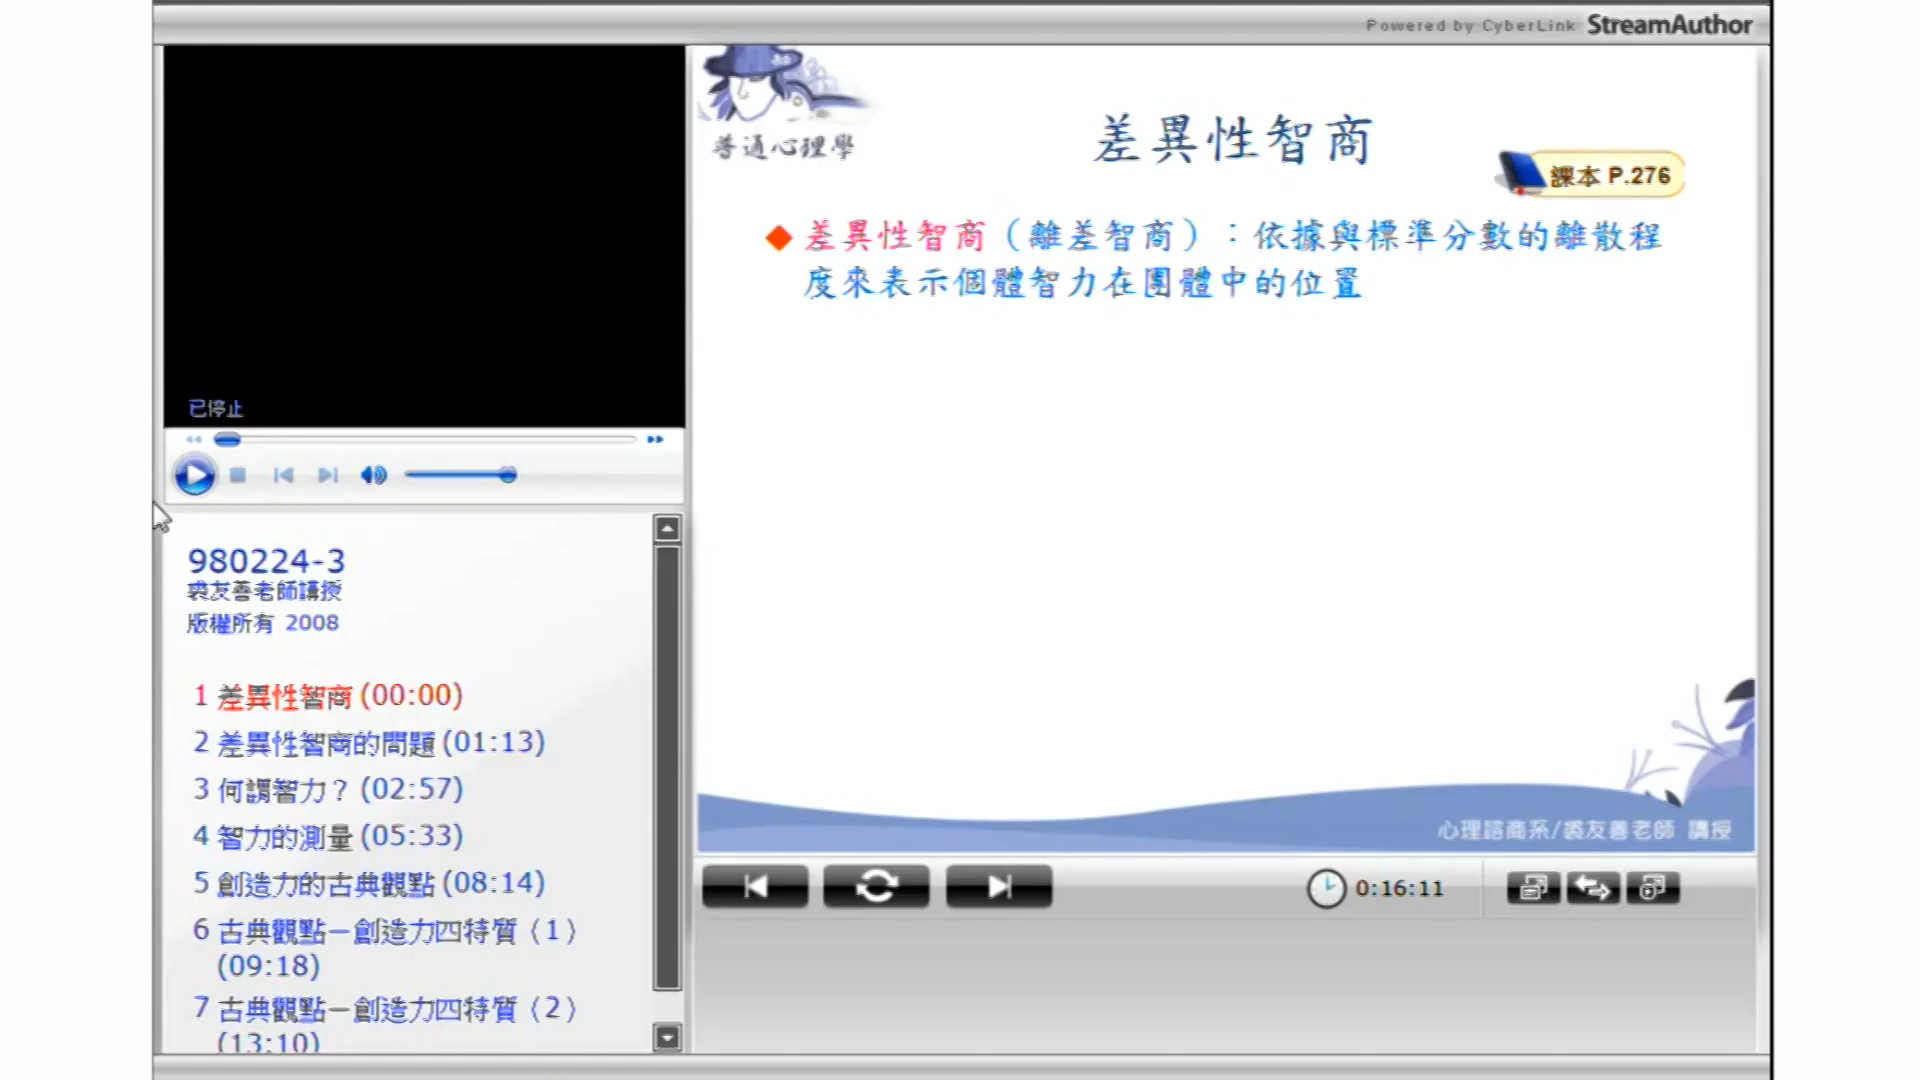 Powered by CyberLink StreamAuthor
普通心理學
差異性智商
課本 P.276
差異性智商（離差智商）：依據與標準分數的離散程
度來表示個體智力在團體中的位置
已停止
980224-3
裘友善老師講授
版權所有 2008
1 差異性智商 (00:00)
2 差異性智商的問題 (01:13)
3 何謂智力？ (02:57)
4 智力的測量 (05:33)
5 創造力的古典觀點 (08:14)
6 古典觀點—創造力四特質（1）
(09:18)
7 古典觀點—創造力四特質（2）
(13:10)
心理諮商系/裘友善老師 講授
0:16:11